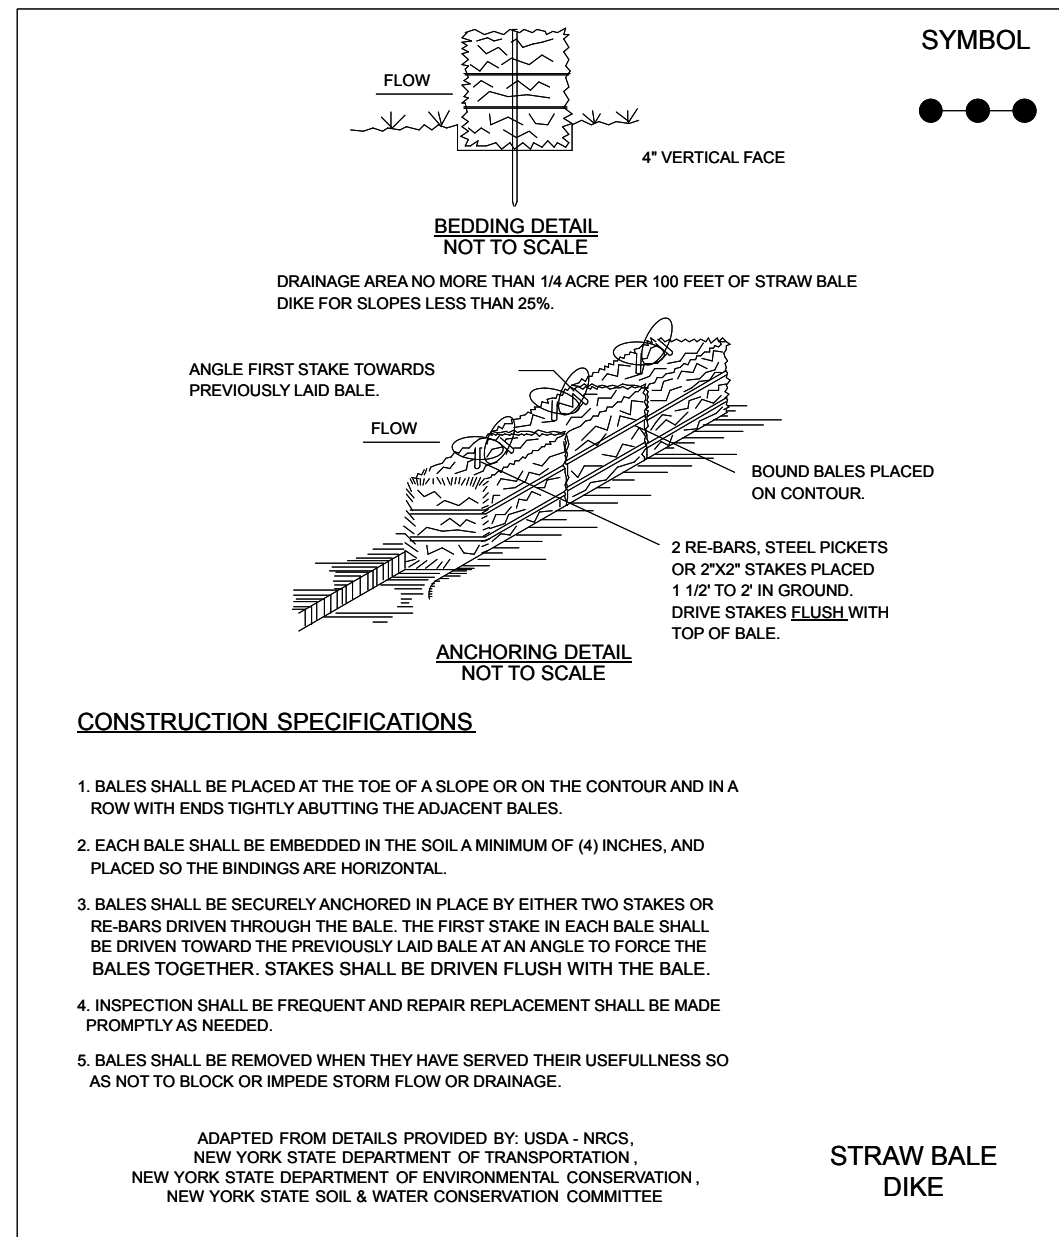 SYMBOL
FLOW
4" VERTICAL FACE
BEDDING DETAIL
NOT TO SCALE
DRAINAGE AREA NO MORE THAN 1/4 ACRE PER 100 FEET OF STRAW BALE
DIKE FOR SLOPES LESS THAN 25%.
ANGLE FIRST STAKE TOWARDS
PREVIOUSLY LAID BALE.
FLOW
BOUND BALES PLACED
ON CONTOUR.
2 RE-BARS, STEEL PICKETS
OR 2"X2" STAKES PLACED
1 1/2' TO 2' IN GROUND.
DRIVE STAKES FLUSH WITH
TOP OF BALE.
ANCHORING DETAIL
NOT TO SCALE
CONSTRUCTION SPECIFICATIONS
1. BALES SHALL BE PLACED AT THE TOE OF A SLOPE OR ON THE CONTOUR AND IN A
ROW WITH ENDS TIGHTLY ABUTTING THE ADJACENT BALES.
2. EACH BALE SHALL BE EMBEDDED IN THE SOIL A MINIMUM OF (4) INCHES, AND
PLACED SO THE BINDINGS ARE HORIZONTAL.
3. BALES SHALL BE SECURELY ANCHORED IN PLACE BY EITHER TWO STAKES OR
RE-BARS DRIVEN THROUGH THE BALE. THE FIRST STAKE IN EACH BALE SHALL
BE DRIVEN TOWARD THE PREVIOUSLY LAID BALE AT AN ANGLE TO FORCE THE
BALES TOGETHER. STAKES SHALL BE DRIVEN FLUSH WITH THE BALE.
4. INSPECTION SHALL BE FREQUENT AND REPAIR REPLACEMENT SHALL BE MADE
PROMPTLY AS NEEDED.
5. BALES SHALL BE REMOVED WHEN THEY HAVE SERVED THEIR USEFULLNESS SO
AS NOT TO BLOCK OR IMPEDE STORM FLOW OR DRAINAGE.
ADAPTED FROM DETAILS PROVIDED BY: USDA - NRCS,
NEW YORK STATE DEPARTMENT OF TRANSPORTATION,
NEW YORK STATE DEPARTMENT OF ENVIRONMENTAL CONSERVATION,
NEW YORK STATE SOIL & WATER CONSERVATION COMMITTEE
STRAW BALE
DIKE